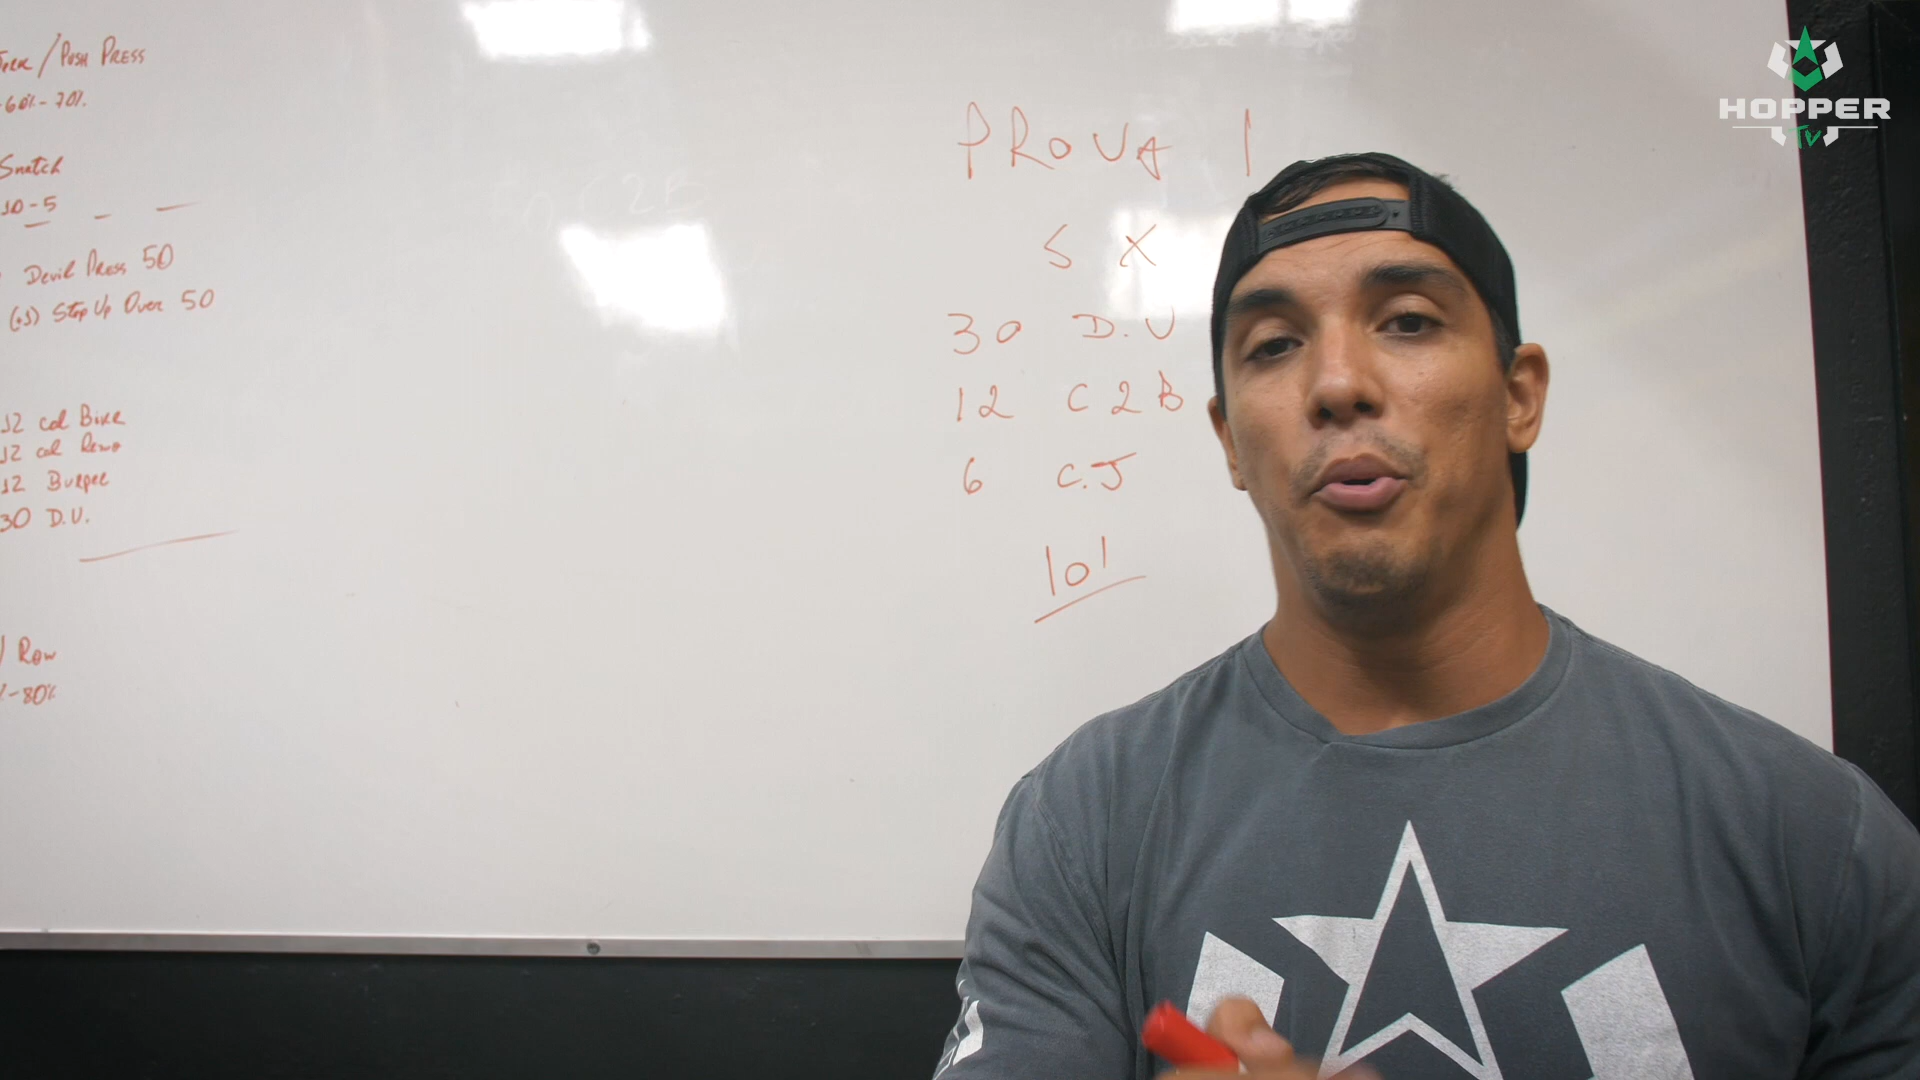 / Push Press
-60%-70%.
Snatch
10-5
Devil Press 50
Step Up Over 50
12 cal Bike
12 cal Remo
12 Burpee
30 D.U.
Row
-80%
PROVA 1
5 X
30 D.U
12 C2B
6 C.J
101
HOPPER
TV